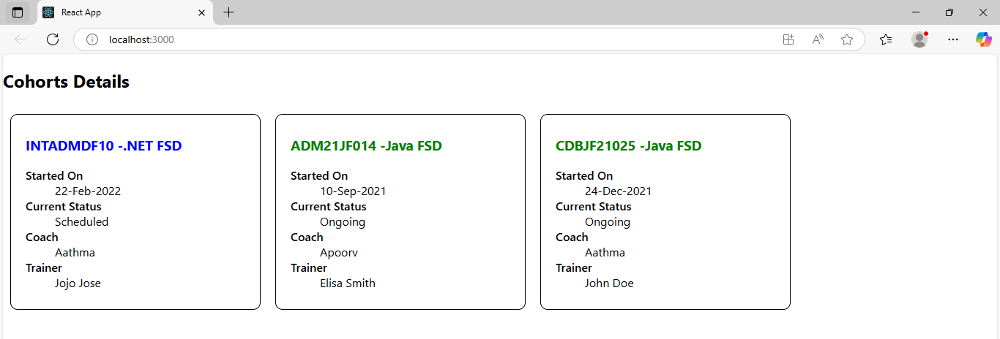 React App
localhost:3000
Cohorts Details
INTADMDF10 -.NET FSD
Started On
22-Feb-2022
Current Status
Scheduled
Coach
Aathma
Trainer
Jojo Jose
ADM21JF014 -Java FSD
Started On
10-Sep-2021
Current Status
Ongoing
Coach
Apoorv
Trainer
Elisa Smith
CDBJF21025 -Java FSD
Started On
24-Dec-2021
Current Status
Ongoing
Coach
Aathma
Trainer
John Doe